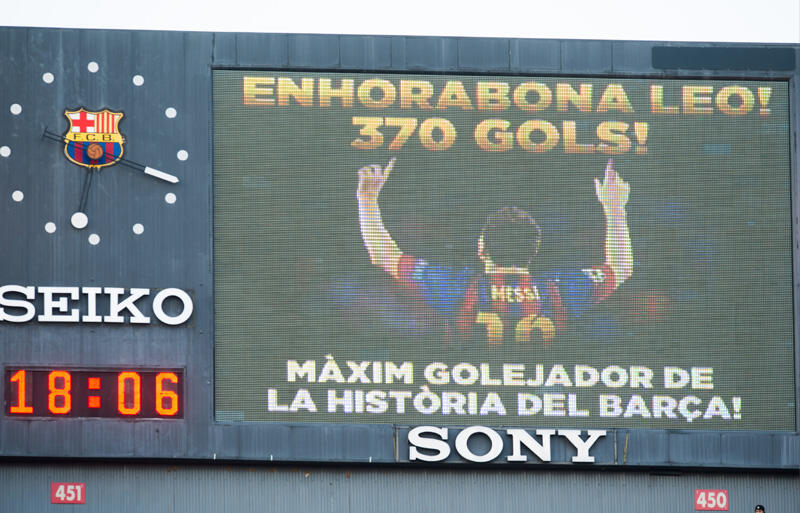 ENHORABONA LEO!
370 GOLS!
F.C.B.
MESSI
10
MÀXIM GOLEJADOR DE
LA HISTÒRIA DEL BARÇA!
SEIKO
18:06
SONY
451
450